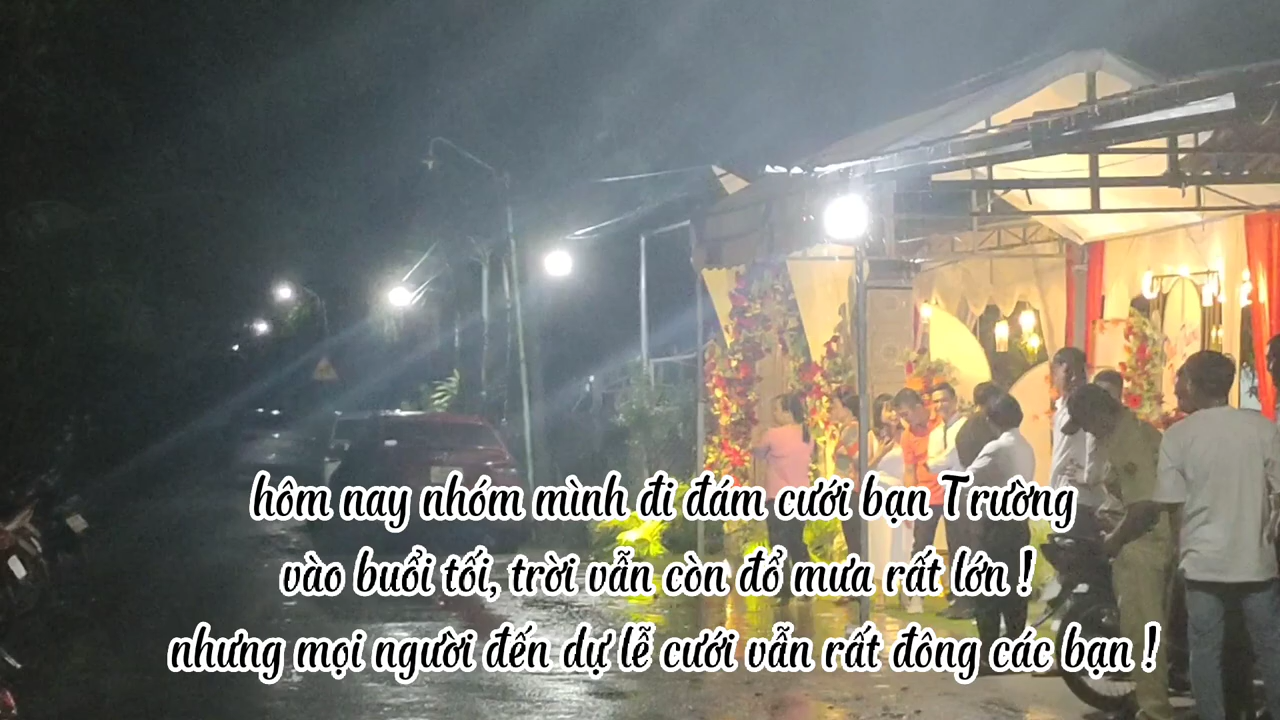 hôm nay nhóm mình đi đám cưới bạn Trường
vào buổi tối, trời vẫn còn đổ mưa rất lớn !
nhưng mọi người đến dự lễ cưới vẫn rất đông các bạn !